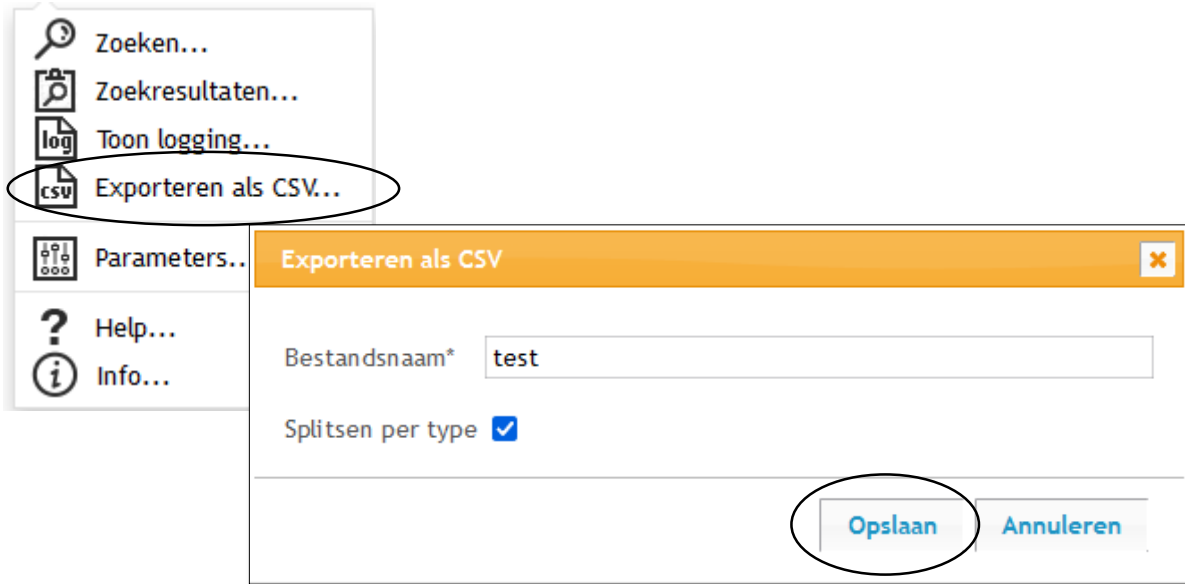 Zoeken...
Zoekresultaten...
log Toon logging...
csv Exporteren als CSV...
Parameters..
? Help...
i Info...
Exporteren als CSV
Bestandsnaam* test
Splitsen per type
Opslaan Annuleren